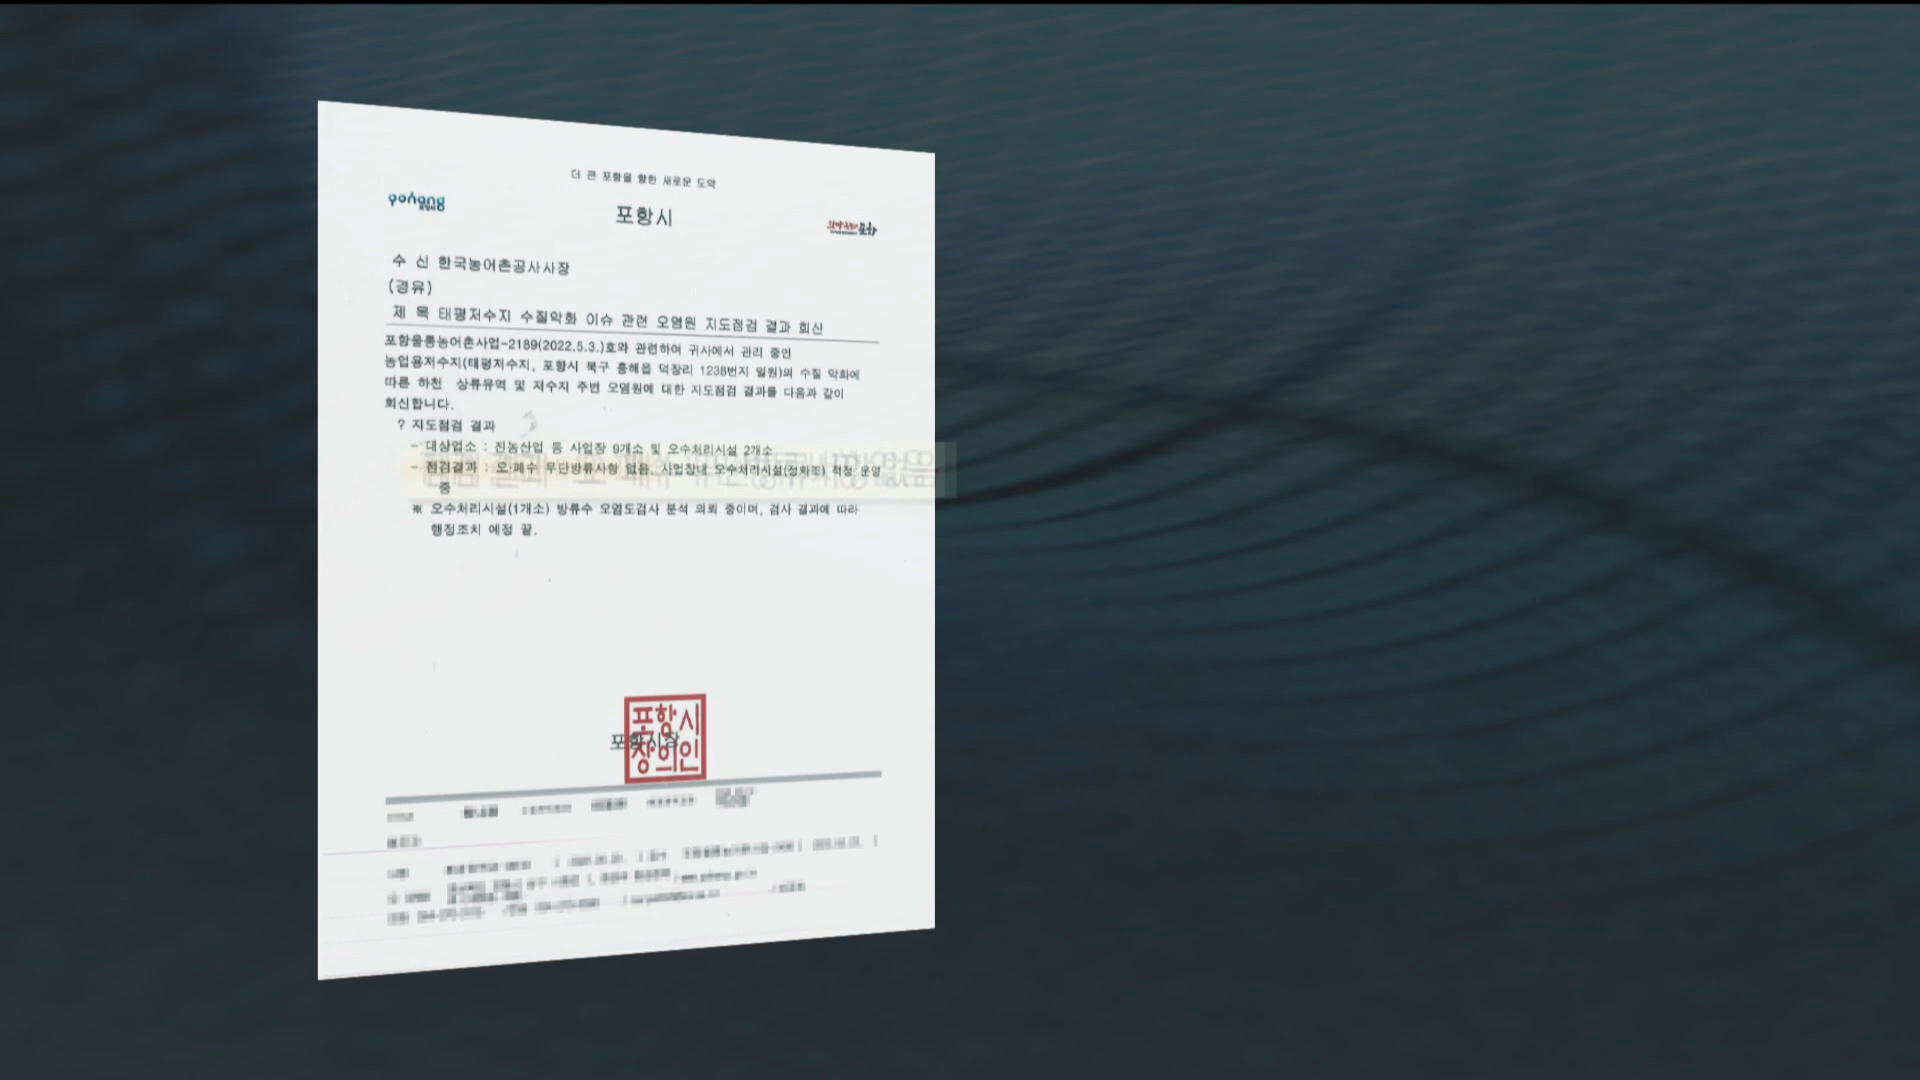 더 큰 포항을 향한 새로운 도약
pohang
포항시
포항시
수 신 한국농어촌공사사장
(경유)
제 목 태평저수지 수질악화 이슈 관련 오염원 지도점검 결과 회신
포항울릉농어촌사업-2189(2022.5.3.)호와 관련하여 귀사에서 관리 중인
농업용저수지(태평저수지, 포항시 북구 흥해읍 덕장리 1238번지 일원)의 수질 악화에
따른 하천 상류유역 및 저수지 주변 오염원에 대한 지도점검 결과를 다음과 같이
회신합니다.
? 지도점검 결과
- 대상업소 : 진농산업 등 사업장 9개소 및 오수처리시설 2개소
- 점검결과 : 오·폐수 무단방류사항 없음, 사업장내 오수처리시설(정화조) 적정 운영
중
※ 오수처리시설(1개소) 방류수 오염도검사 분석 의뢰 중이며, 검사 결과에 따라
행정조치 예정 끝.
포항시장
포항시
장의인